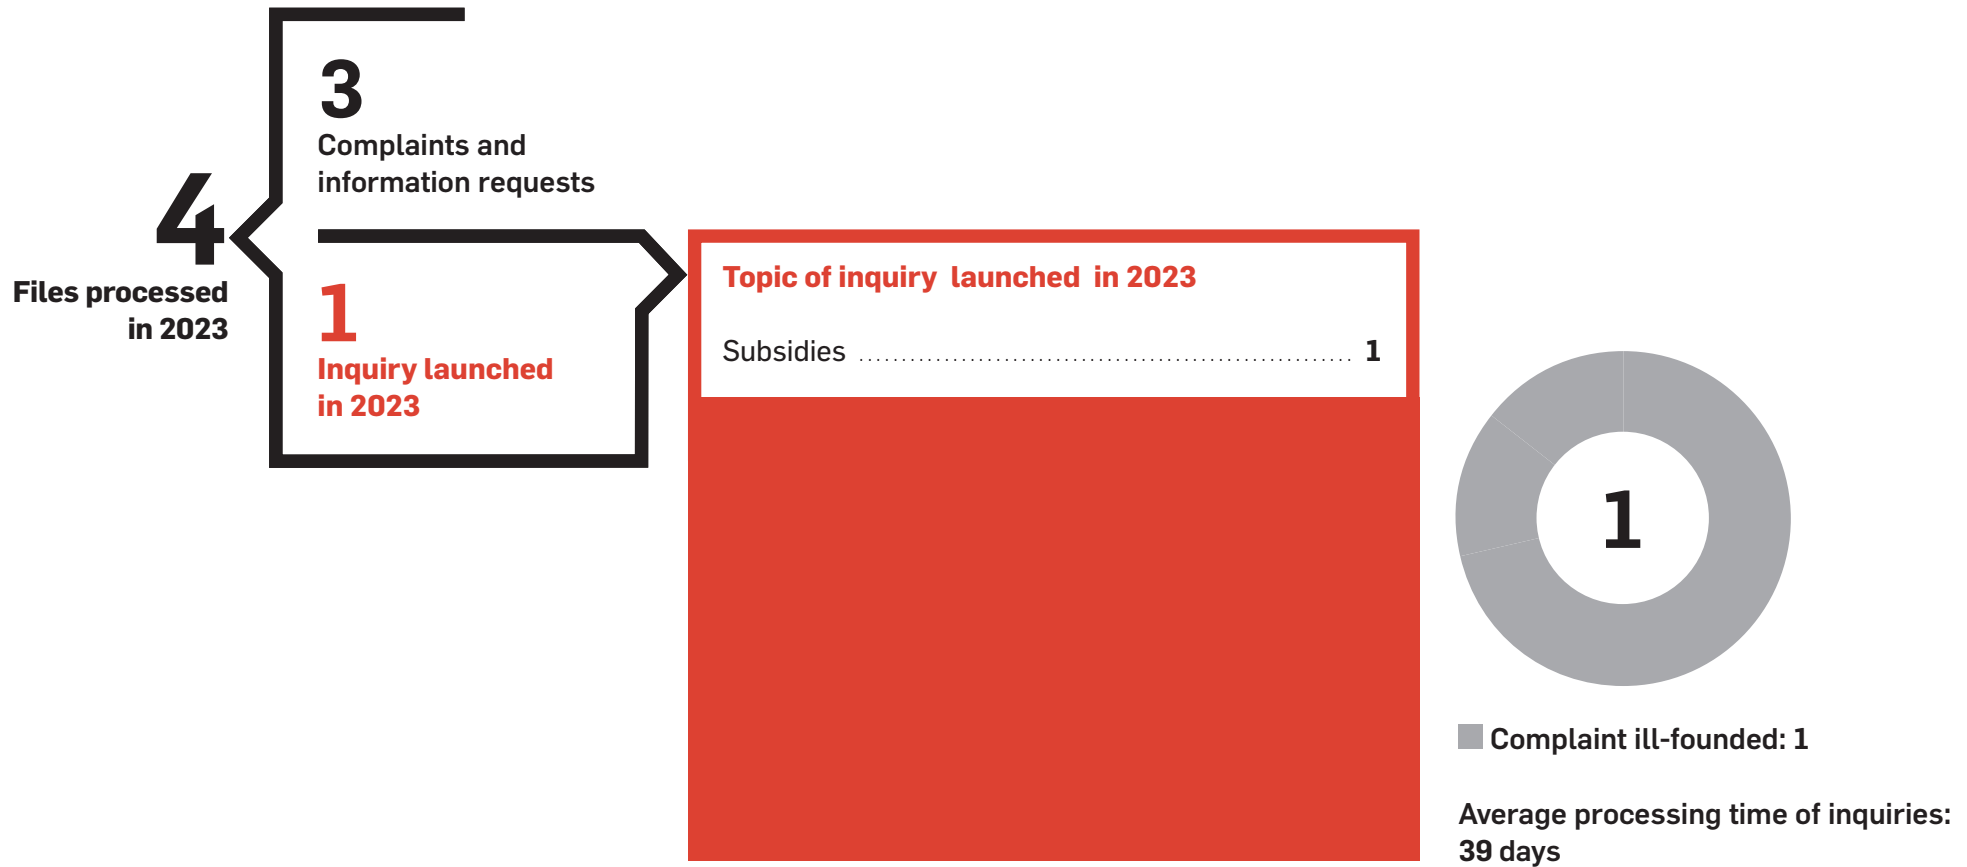 4
Files processed
in 2023
3
Complaints and
information requests
1
Inquiry launched
in 2023
Topic of inquiry launched in 2023
Subsidies ........................................................... 1
1
Complaint ill-founded: 1
Average processing time of inquiries:
39 days